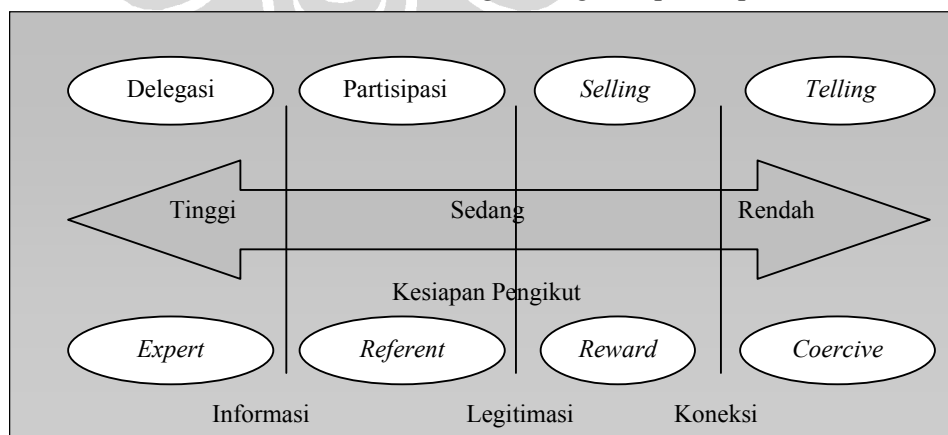 Delegasi Partisipasi Selling Telling
Tinggi Sedang Rendah
Kesiapan Pengikut
Expert Referent Reward Coercive
Informasi Legitimasi Koneksi